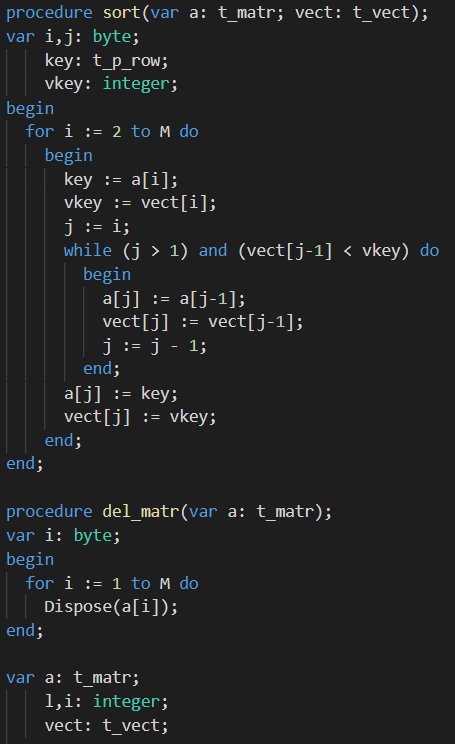 procedure sort(var a: t_matr; vect: t_vect);
var i,j: byte;
    key: t_p_row;
    vkey: integer;
begin
  for i := 2 to M do
    begin
      key := a[i];
      vkey := vect[i];
      j := i;
      while (j > 1) and (vect[j-1] < vkey) do
        begin
          a[j] := a[j-1];
          vect[j] := vect[j-1];
          j := j - 1;
        end;
      a[j] := key;
      vect[j] := vkey;
    end;
end;

procedure del_matr(var a: t_matr);
var i: byte;
begin
  for i := 1 to M do
    Dispose(a[i]);
end;

var a: t_matr;
    l,i: integer;
    vect: t_vect;